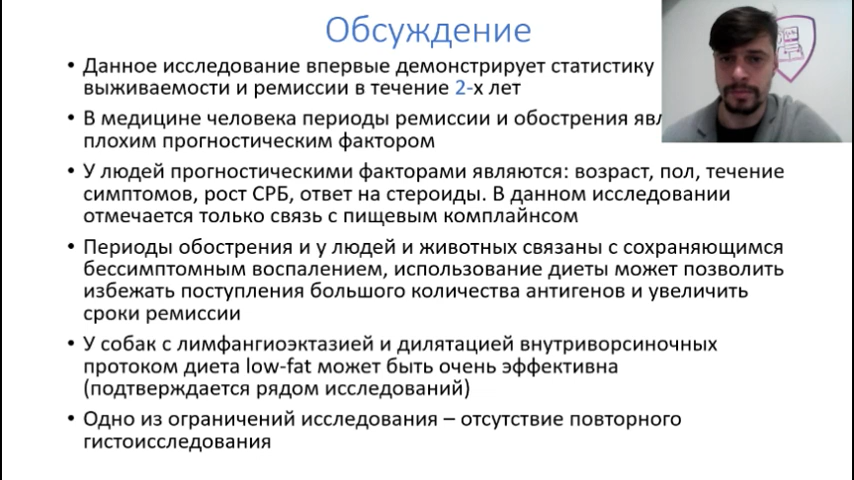 Обсуждение
• Данное исследование впервые демонстрирует статистику
выживаемости и ремиссии в течение 2-х лет
• В медицине человека периоды ремиссии и обострения
плохим прогностическим фактором
• У людей прогностическими факторами являются: возраст, пол, течение
симптомов, рост СРБ, ответ на стероиды. В данном исследовании
отмечается только связь с пищевым комплайнсом
• Периоды обострения и у людей и животных связаны с сохраняющимся
бессимптомным воспалением, использование диеты может позволить
избежать поступления большого количества антигенов и увеличить
сроки ремиссии
• У собак с лимфангиоэктазией и дилятацией внутриворсиночных
протоком диета low-fat может быть очень эффективна
(подтверждается рядом исследований)
• Одно из ограничений исследования – отсутствие повторного
гистоисследования